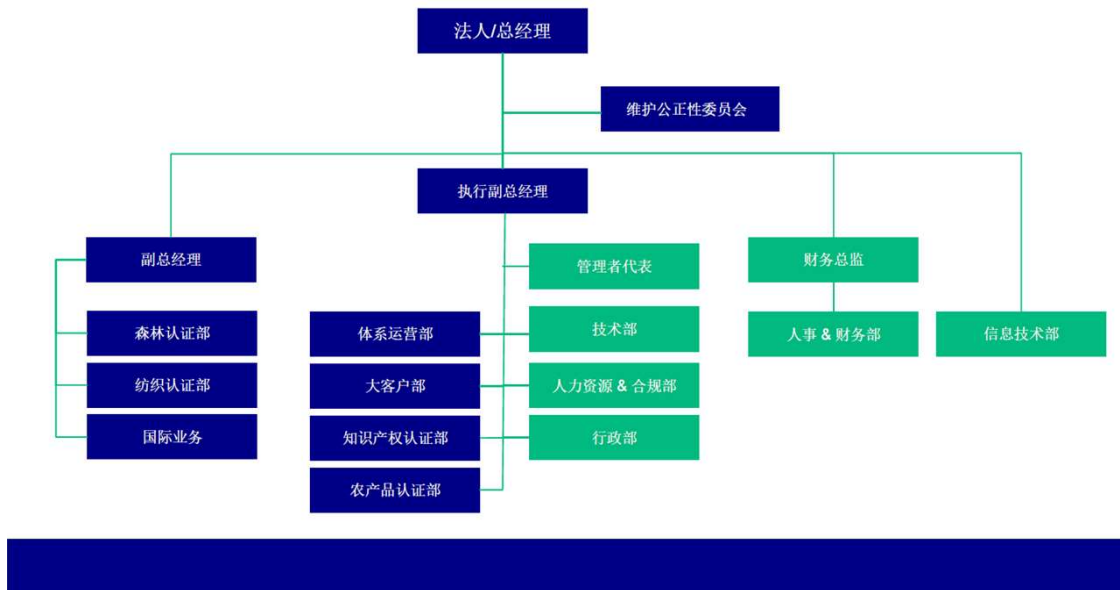 法人/总经理
维护公正性委员会
执行副总经理
副总经理
管理者代表
财务总监
森林认证部
体系运营部
技术部
人事 & 财务部
信息技术部
纺织认证部
大客户部
人力资源 & 合规部
国际业务
知识产权认证部
行政部
农产品认证部